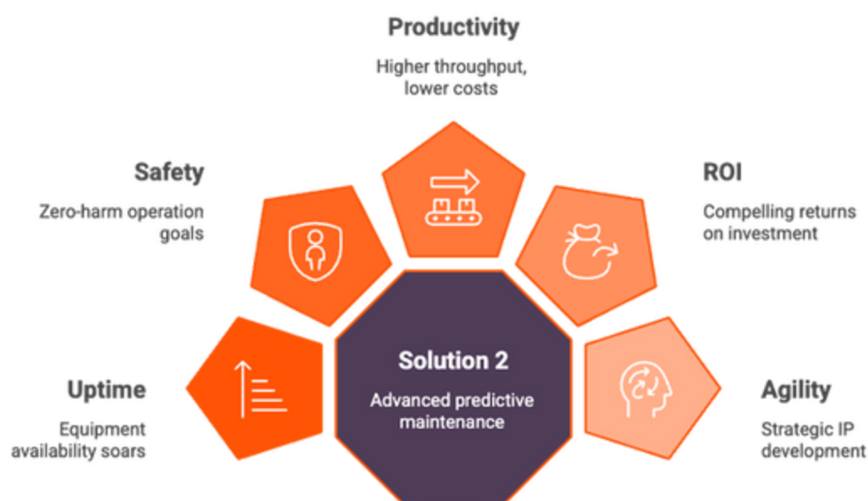 Productivity
Higher throughput,
lower costs
Safety
Zero-harm operation
goals
ROI
Compelling returns
on investment
Solution 2
Advanced predictive
maintenance
Uptime
Equipment
availability soars
Agility
Strategic IP
development